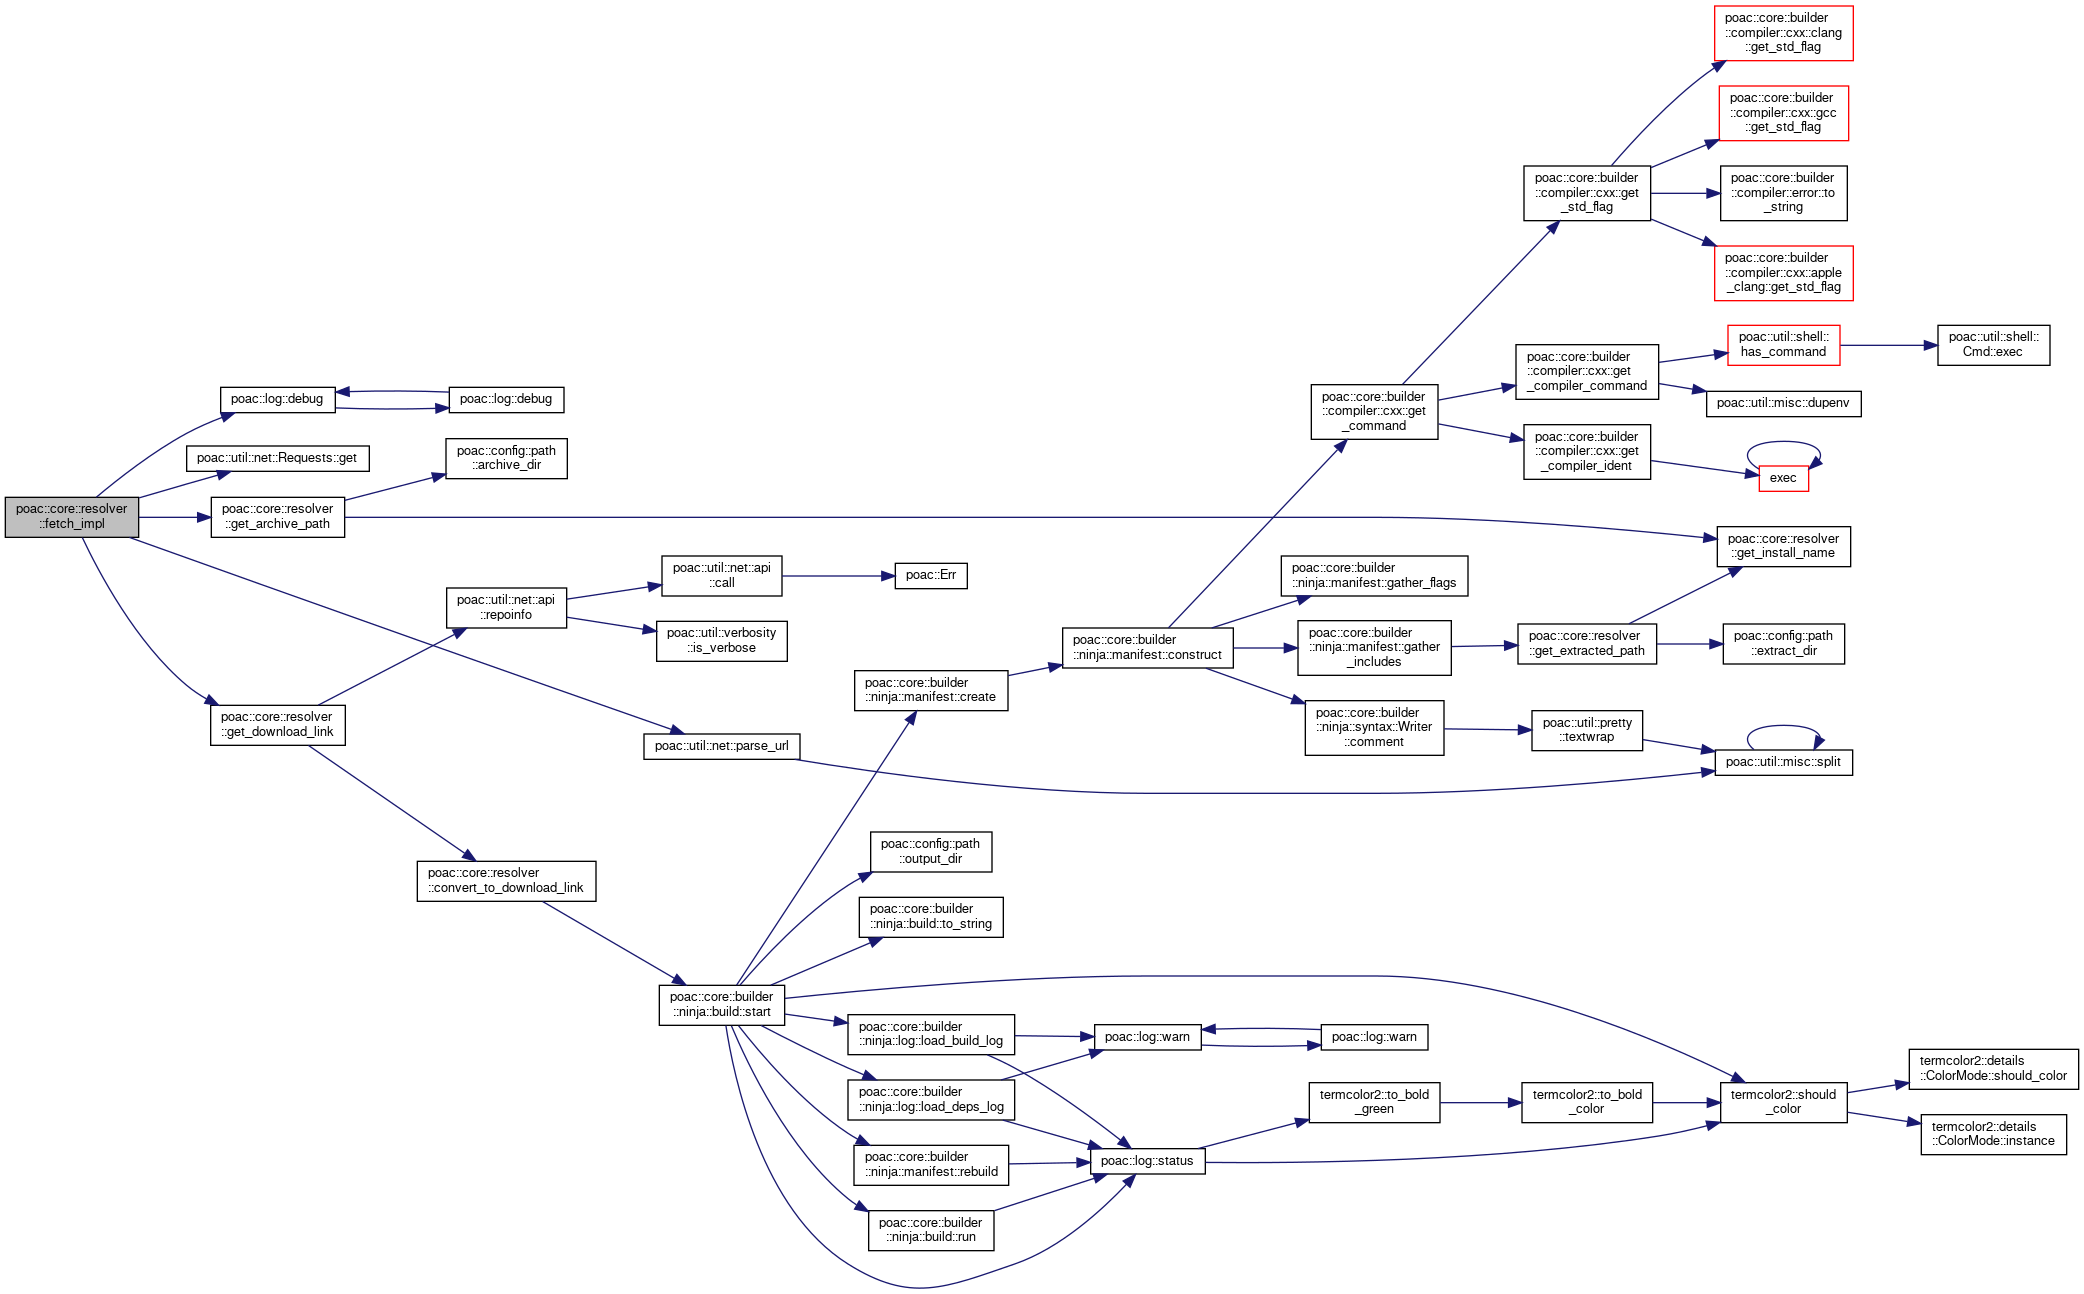 poac::core::resolver
::fetch_impl
poac::log::debug
poac::log::debug
poac::util::net::Requests::get
poac::core::resolver
::get_archive_path
poac::config::path
::archive_dir
poac::core::resolver
::get_download_link
poac::util::net::api
::repoinfo
poac::util::net::api
::call
poac::Err
poac::util::verbosity
::is_verbose
poac::util::net::parse_url
poac::core::resolver
::convert_to_download_link
poac::core::builder
::ninja::build::start
poac::core::builder
::ninja::manifest::create
poac::config::path
::output_dir
poac::core::builder
::ninja::build::to_string
poac::core::builder
::ninja::log::load_build_log
poac::core::builder
::ninja::log::load_deps_log
poac::core::builder
::ninja::manifest::rebuild
poac::core::builder
::ninja::build::run
poac::log::warn
poac::log::warn
poac::log::status
poac::core::builder
::ninja::manifest::construct
poac::core::builder
::compiler::cxx::get
_command
poac::core::builder
::ninja::manifest::gather_flags
poac::core::builder
::ninja::manifest::gather
_includes
poac::core::builder
::ninja::syntax::Writer
::comment
termcolor2::to_bold
_green
termcolor2::to_bold
_color
poac::core::builder
::compiler::cxx::get
_std_flag
poac::core::builder
::compiler::cxx::get
_compiler_command
poac::core::builder
::compiler::cxx::get
_compiler_ident
poac::core::resolver
::get_extracted_path
poac::util::pretty
::textwrap
poac::core::builder
::compiler::cxx::clang
::get_std_flag
poac::core::builder
::compiler::cxx::gcc
::get_std_flag
poac::core::builder
::compiler::error::to
_string
poac::core::builder
::compiler::cxx::apple
_clang::get_std_flag
poac::util::shell::
has_command
poac::util::shell::
Cmd::exec
poac::util::misc::dupenv
exec
poac::core::resolver
::get_install_name
poac::config::path
::extract_dir
poac::util::misc::split
termcolor2::should
_color
termcolor2::details
::ColorMode::should_color
termcolor2::details
::ColorMode::instance